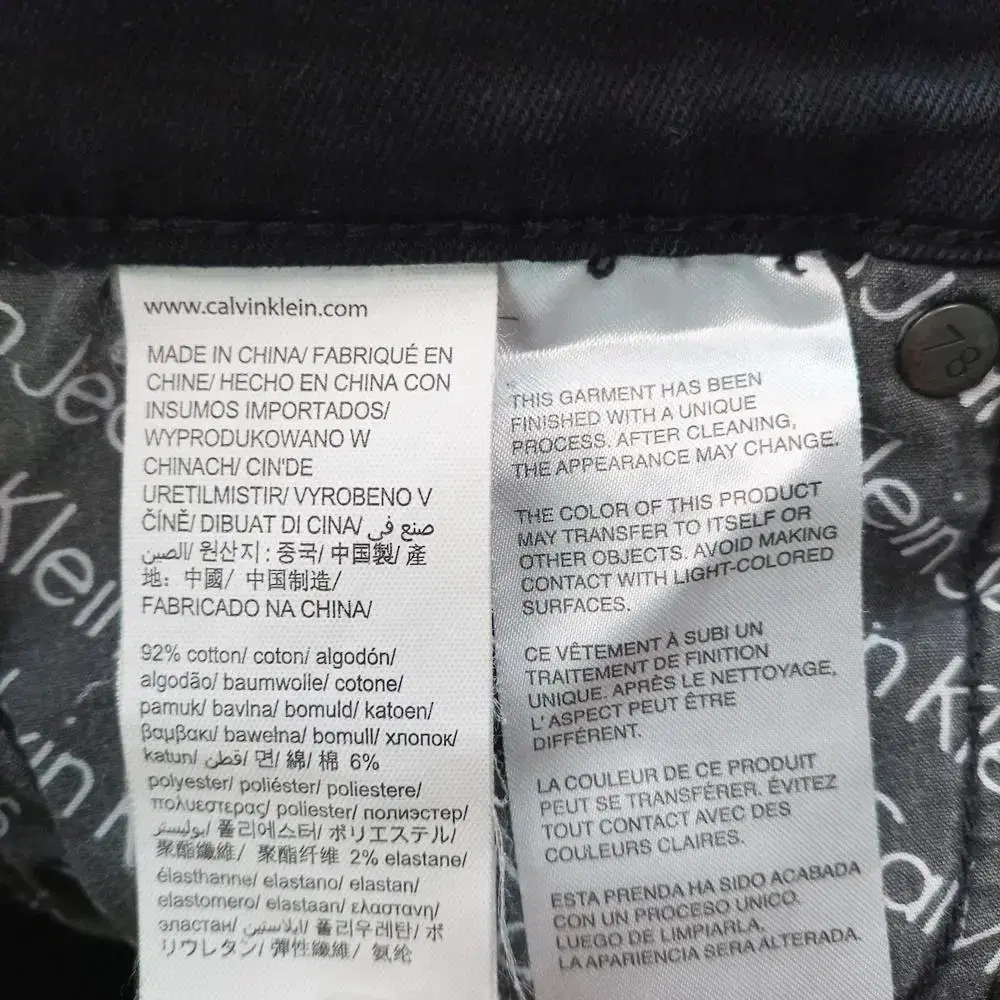 www.calvinklein.com
MADE IN CHINA/ FABRIQUÉ EN
CHINE/ HECHO EN CHINA CON
INSUMOS IMPORTADOS/
WYPRODUKOWANO W
CHINACH/ CIN'DE
URETILMISTIR/ VYROBENO V
ČÍNĚ/ DIBUAT DI CINA/ صنع في
الصين/ 원산지 : 중국/ 中国製/ 產
地：中國/ 中国制造/
FABRICADO NA CHINA/
92% cotton/ coton/ algodón/
algodão/ baumwolle/ cotone/
pamuk/ bavlna/ bomuld/ katoen/
βαμβακι/ bawełna/ bomull/ хлопок/
katun/ قطن/ 면/ 綿/ 棉 6%
polyester/ poliéster/ poliestere/
πολυεστερας/ poliester/ полиэстер/
بوليستر/ 폴리에스터/ ポリエステル/
聚酯纖維/ 聚酯纤维 2% elastane/
élasthanne/ elastano/ elastan/
elastomero/ elastaan/ ελαστανη/
эластан/ ايلاستين/ 폴리우레탄/ ポ
リウレタン/ 彈性纖維/ 氨纶
THIS GARMENT HAS BEEN
FINISHED WITH A UNIQUE
PROCESS. AFTER CLEANING,
THE APPEARANCE MAY CHANGE.
THE COLOR OF THIS PRODUCT
MAY TRANSFER TO ITSELF OR
OTHER OBJECTS. AVOID MAKING
CONTACT WITH LIGHT-COLORED
SURFACES.
CE VÊTEMENT À SUBI UN
TRAITEMENT DE FINITION
UNIQUE. APRÈS LE NETTOYAGE,
L' ASPECT PEUT ÊTRE
DIFFÉRENT.
LA COULEUR DE CE PRODUIT
PEUT SE TRANSFÉRER. ÉVITEZ
TOUT CONTACT AVEC DES
COULEURS CLAIRES.
ESTA PRENDA HA SIDO ACABADA
CON UN PROCESO UNICO.
LUEGO DE LIMPIARLA,
LA APARIENCIA SERA ALTERADA.
78
Klein
Klein